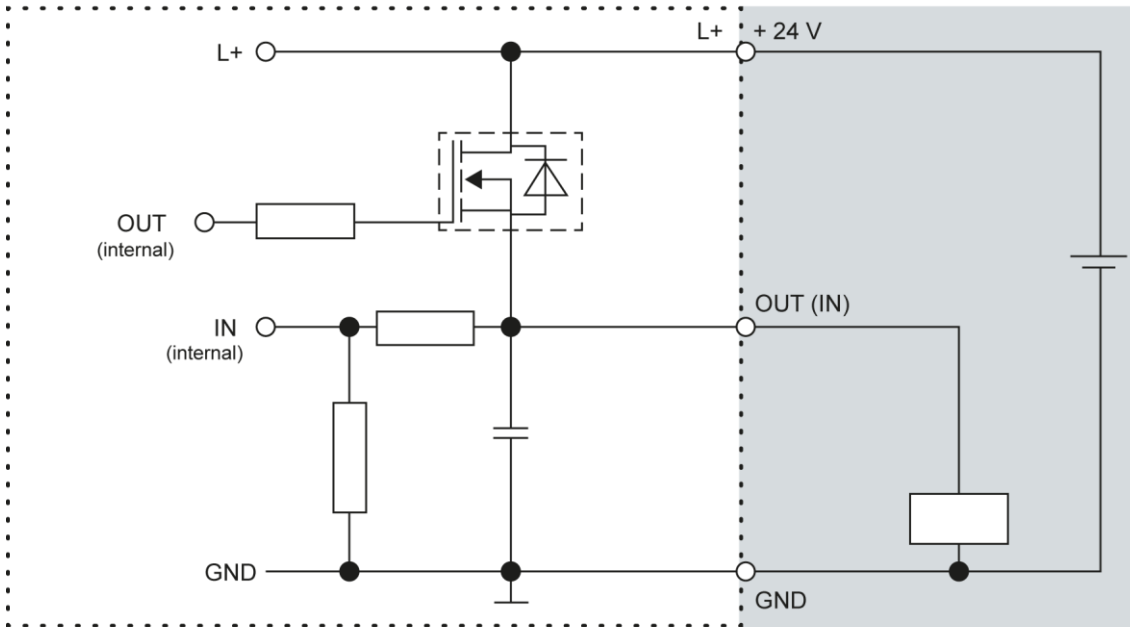 L+
L+
+ 24 V
OUT
(internal)
OUT (IN)
IN
(internal)
GND
GND